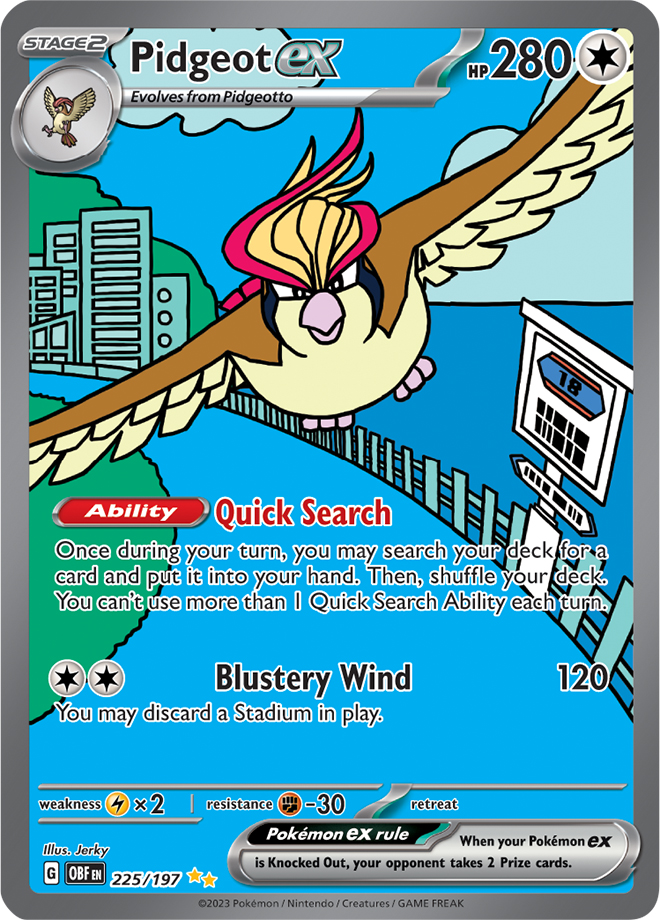 STAGE2
Pidgeot ex
HP 280
Evolves from Pidgeotto
18
Ability Quick Search
Once during your turn, you may search your deck for a
card and put it into your hand. Then, shuffle your deck.
You can't use more than 1 Quick Search Ability each turn.
Blustery Wind 120
You may discard a Stadium in play.
weakness ×2 resistance -30 retreat
Pokémon ex rule When your Pokémon ex
is Knocked Out, your opponent takes 2 Prize cards.
Illus. Jerky
G OBF EN 225/197
©2023 Pokémon / Nintendo / Creatures / GAME FREAK